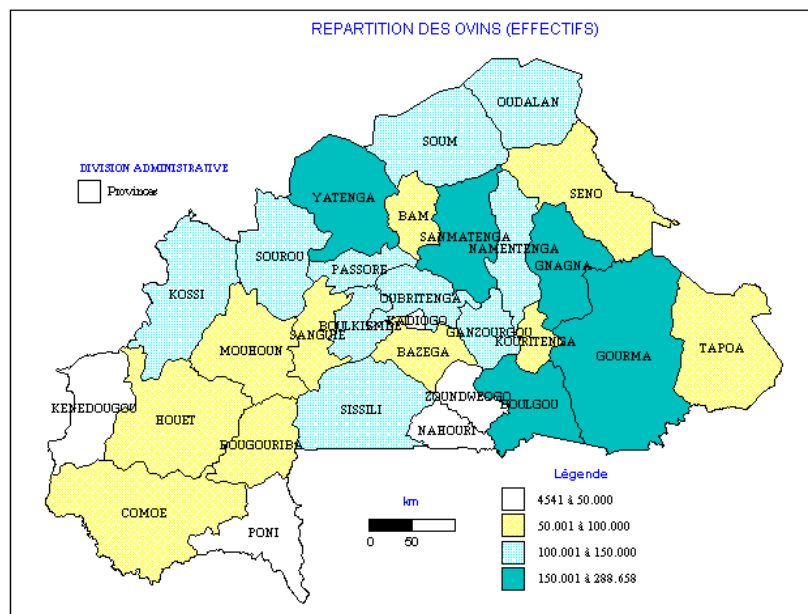 REPARTITION DES OVINS (EFFECTIFS)
OUDALAN
SOUM
DIVISION ADMINISTRATIVE
Provinces
YATENGA
SENO
BAM
SANMATENGA
NAMENTENGA
SOUROU
GNAGNA
PASSORE
KOSSI
OUBRITENGA
KADIOGO
BOULKIEMDE
SANGUIE
GANZOURGOU
KOURITENGA
MOUHOUN
BAZEGA
GOURMA
TAPOA
ZOUNDWEOGO
KENEDOUGOU
BOULGOU
SISSILI
HOUET
NAHOURI
BOUGOURIBA
Légende
km
4541 à 50.000
COMOE
50.001 à 100.000
PONI
0 50
100.001 à 150.000
150.001 à 288.658